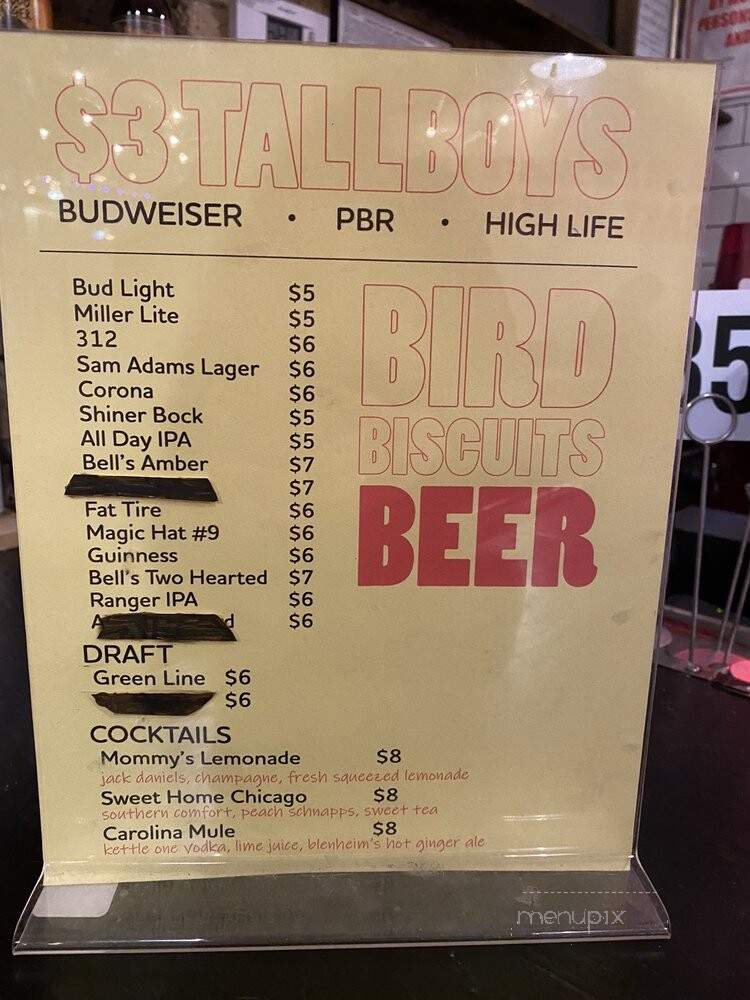 $3 TALLBOYS
BUDWEISER • PBR • HIGH LIFE
Bud Light $5
Miller Lite $5
312 $6
Sam Adams Lager $6
Corona $6
Shiner Bock $5
All Day IPA $5
Bell's Amber $7
$7
Fat Tire $6
Magic Hat #9 $6
Guinness $6
Bell's Two Hearted $7
Ranger IPA $6
$6
BIRD
BISCUITS
BEER
DRAFT
Green Line $6
$6
COCKTAILS
Mommy's Lemonade $8
jack daniels, champagne, fresh squeezed lemonade
Sweet Home Chicago $8
southern comfort, peach schnapps, sweet tea
Carolina Mule $8
kettle one vodka, lime juice, blenheim's hot ginger ale
menupix